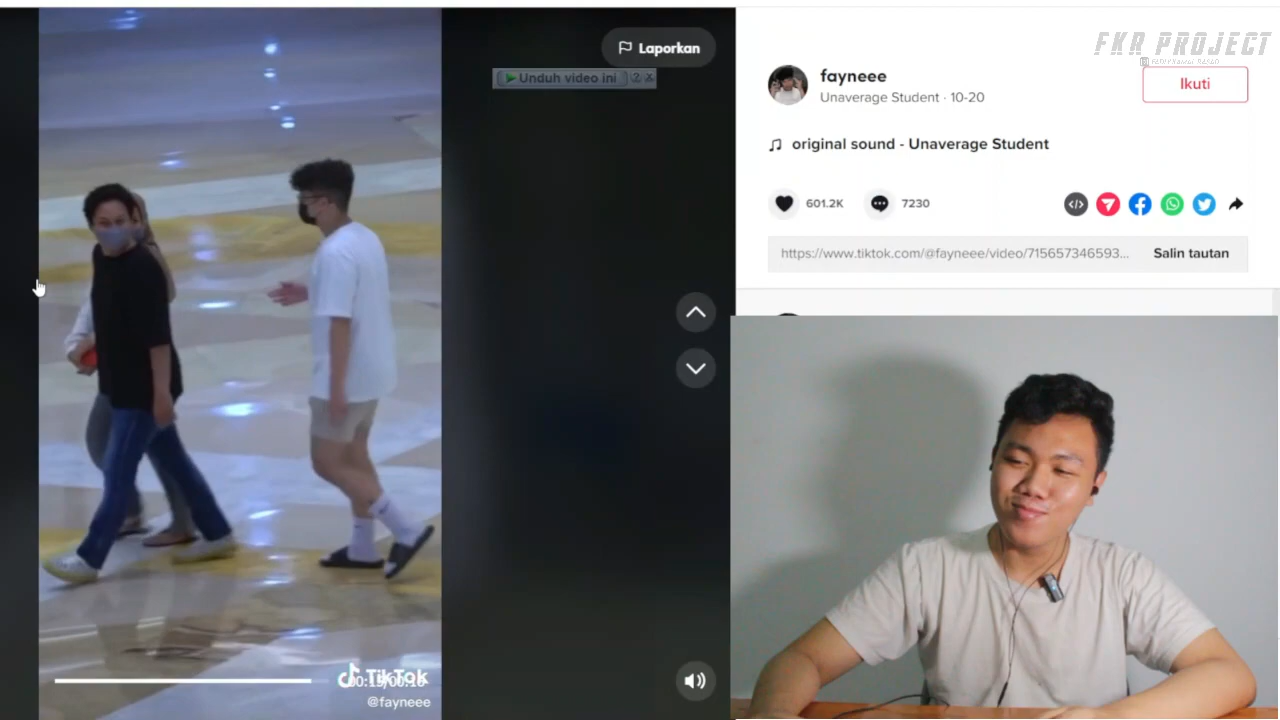 Laporkan
Unduh video ini
TikTok
@fayneee
FKR PROJECT
fayneee
Unaverage Student · 10-20
Ikuti
original sound - Unaverage Student
601.2K
7230
https://www.tiktok.com/@fayneee/video/715657346593...
Salin tautan